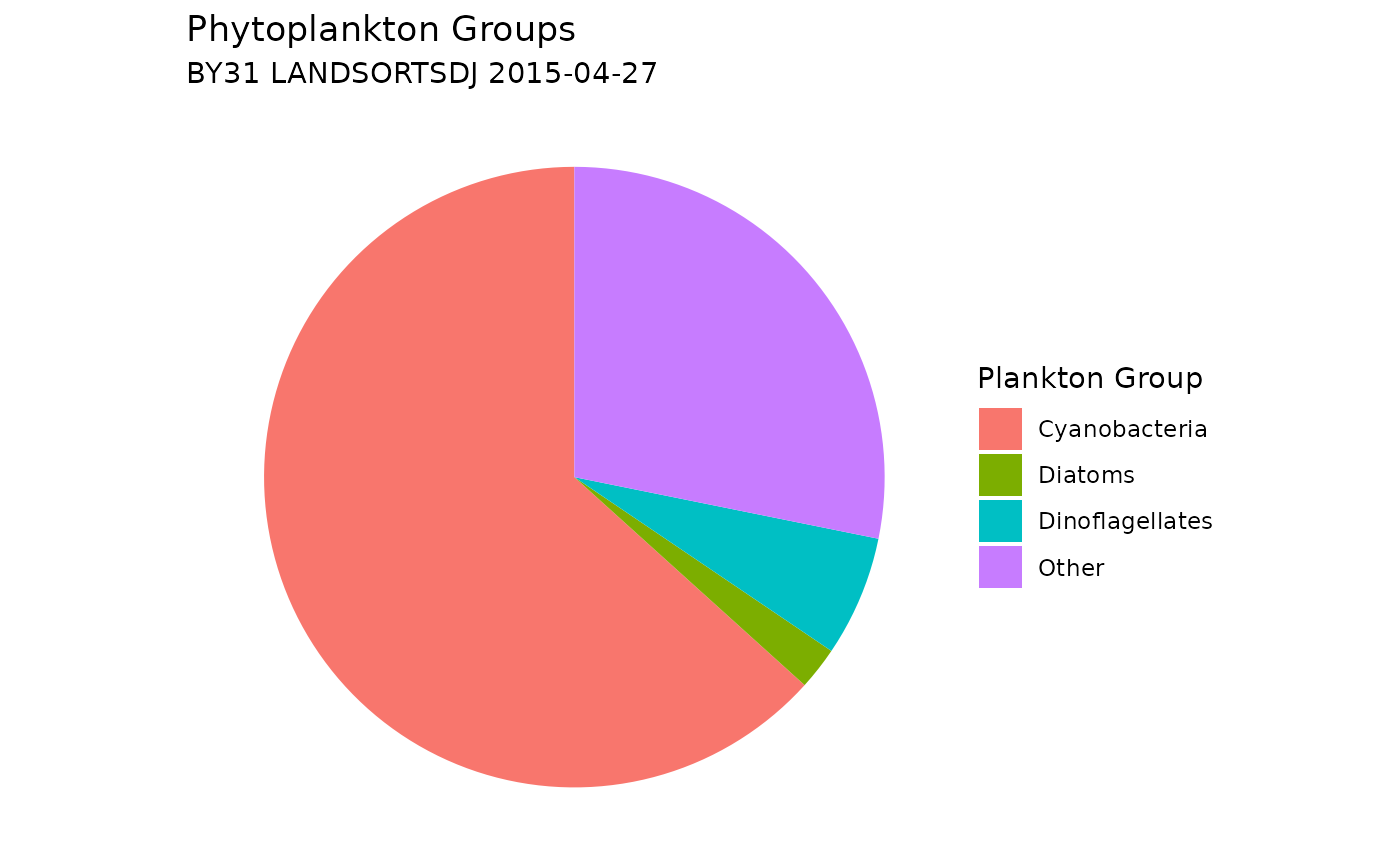 Phytoplankton Groups
BY31 LANDSORTSDJ 2015-04-27
Plankton Group
Cyanobacteria
Diatoms
Dinoflagellates
Other